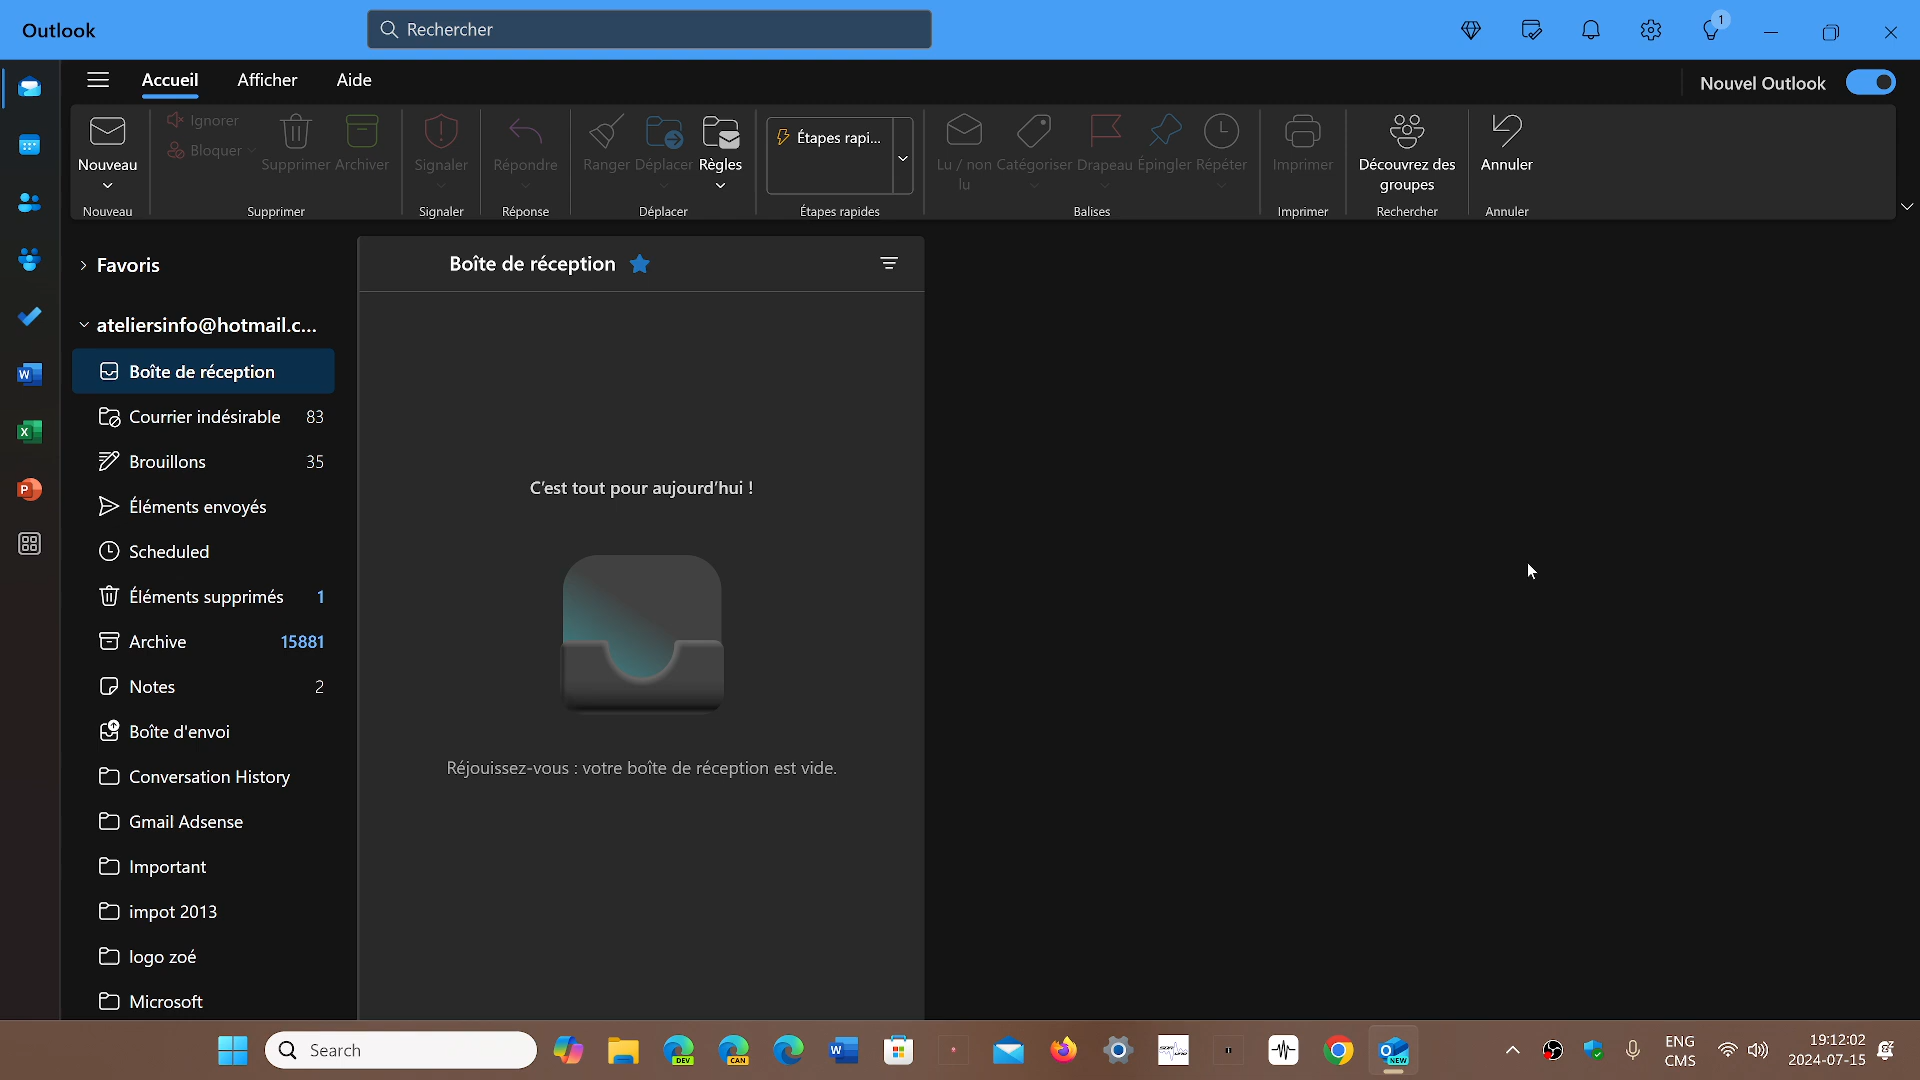 Outlook
Rechercher
1
Accueil
Afficher
Aide
Nouvel Outlook
Nouveau
Ignorer
Bloquer
Supprimer
Archiver
Signaler
Répondre
Ranger
Déplacer
Règles
Étapes rapi...
Lu / non lu
Catégoriser
Drapeau
Épingler
Répéter
Imprimer
Découvrez des
groupes
Annuler
Nouveau
Supprimer
Signaler
Réponse
Déplacer
Étapes rapides
Balises
Imprimer
Rechercher
Annuler
Favoris
ateliersinfo@hotmail.c...
Boîte de réception
Courrier indésirable 83
Brouillons 35
Éléments envoyés
Scheduled
Éléments supprimés 1
Archive 15881
Notes 2
Boîte d'envoi
Conversation History
Gmail Adsense
Important
impot 2013
logo zoé
Microsoft
Boîte de réception
C'est tout pour aujourd'hui !
Réjouissez-vous : votre boîte de réception est vide.
Search
DEV
CAN
NEW
ENG
CMS
19:12:02
2024-07-15